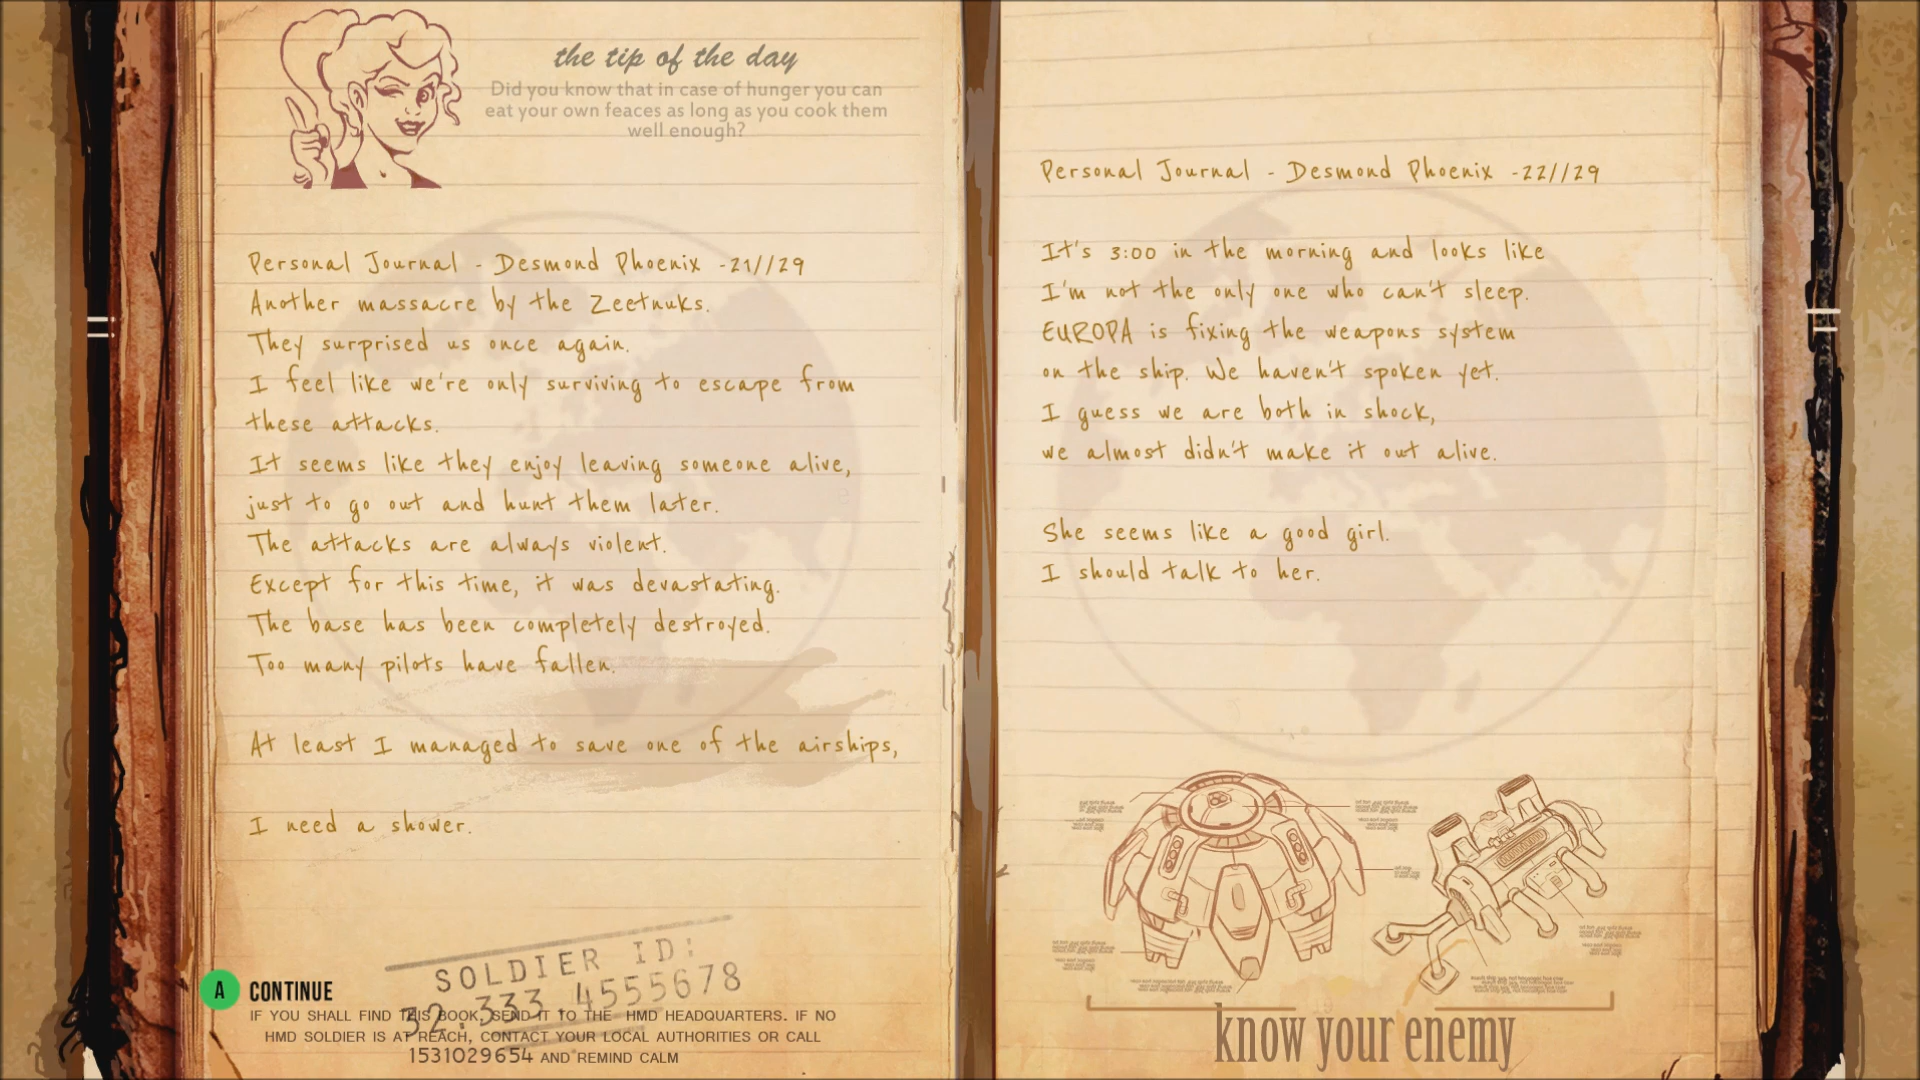 the tip of the day
Did you know that in case of hunger you can
eat your own feaces as long as you cook them
well enough?
Personal Journal - Desmond Phoenix -21//29
Another massacre by the Zeetnuks.
They surprised us once again.
I feel like we're only surviving to escape from
these attacks.
It seems like they enjoy leaving someone alive,
just to go out and hunt them later.
The attacks are always violent.
Except for this time, it was devastating.
The base has been completely destroyed.
Too many pilots have fallen.
At least I managed to save one of the airships,
I need a shower.
SOLDIER ID:
32.333 4555678
A CONTINUE
IF YOU SHALL FIND THIS BOOK, SEND IT TO THE HMD HEADQUARTERS. IF NO
HMD SOLDIER IS AT REACH, CONTACT YOUR LOCAL AUTHORITIES OR CALL
1531029654 AND REMIND CALM
Personal Journal - Desmond Phoenix -22//29
It's 3:00 in the morning and looks like
I'm not the only one who can't sleep.
EUROPA is fixing the weapons system
on the ship. We haven't spoken yet.
I guess we are both in shock,
we almost didn't make it out alive.
She seems like a good girl.
I should talk to her.
know your enemy